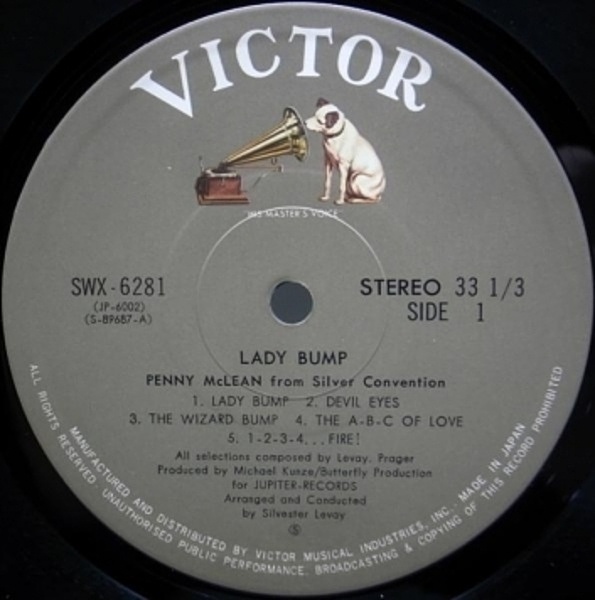 VICTOR
"HIS MASTER'S VOICE"
SWX-6281
(JP-6002)
(S-89687-A)
STEREO 33 1/3
SIDE 1
LADY BUMP
PENNY McLEAN from Silver Convention
1. LADY BUMP 2. DEVIL EYES
3. THE WIZARD BUMP 4. THE A-B-C OF LOVE
5. 1-2-3-4...FIRE!
All selections composed by Levay. Prager
Produced by Michael Kunze/Butterfly Production
for JUPITER-RECORDS
Arranged and Conducted
by Silvester Levay
Ⓢ
MANUFACTURED AND DISTRIBUTED BY VICTOR MUSICAL INDUSTRIES, INC. MADE IN JAPAN
ALL RIGHTS RESERVED. UNAUTHORISED PUBLIC PERFORMANCE. BROADCASTING & COPYING OF THIS RECORD PROHIBITED